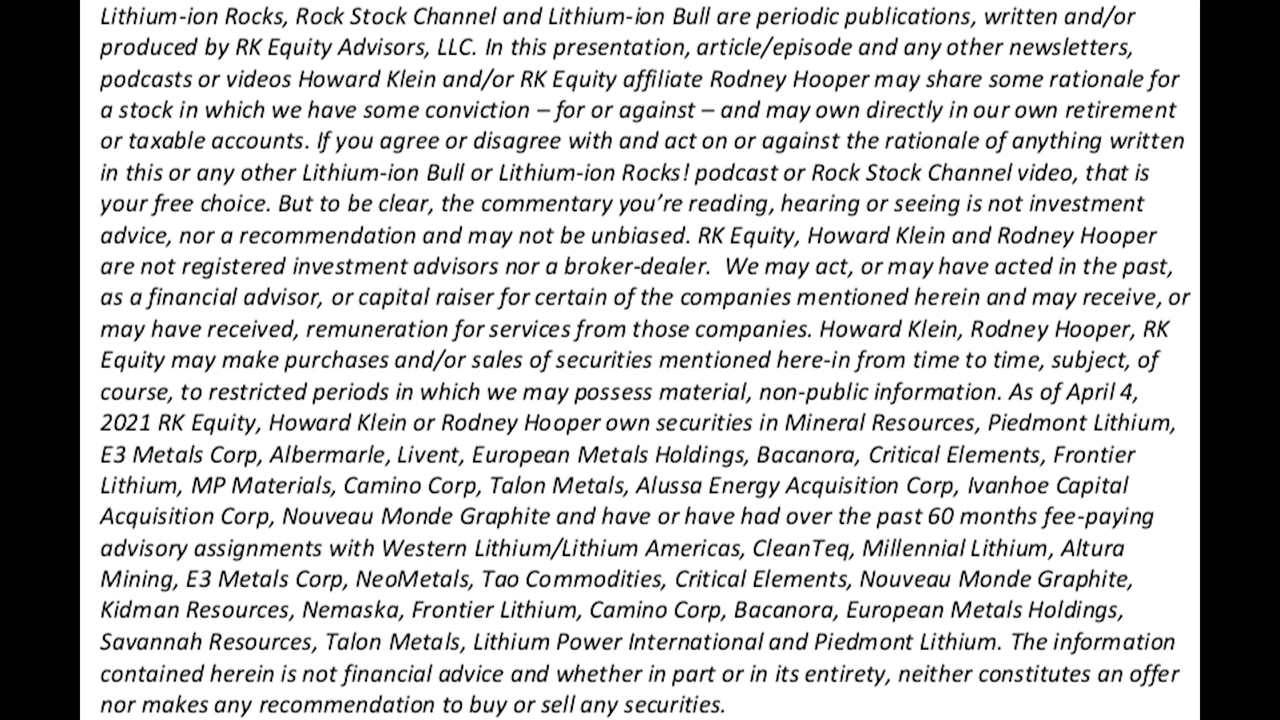 Lithium-ion Rocks, Rock Stock Channel and Lithium-ion Bull are periodic publications, written and/or
produced by RK Equity Advisors, LLC. In this presentation, article/episode and any other newsletters,
podcasts or videos Howard Klein and/or RK Equity affiliate Rodney Hooper may share some rationale for
a stock in which we have some conviction – for or against – and may own directly in our own retirement
or taxable accounts. If you agree or disagree with and act on or against the rationale of anything written
in this or any other Lithium-ion Bull or Lithium-ion Rocks! podcast or Rock Stock Channel video, that is
your free choice. But to be clear, the commentary you’re reading, hearing or seeing is not investment
advice, nor a recommendation and may not be unbiased. RK Equity, Howard Klein and Rodney Hooper
are not registered investment advisors nor a broker-dealer.  We may act, or may have acted in the past,
as a financial advisor, or capital raiser for certain of the companies mentioned herein and may receive, or
may have received, remuneration for services from those companies. Howard Klein, Rodney Hooper, RK
Equity may make purchases and/or sales of securities mentioned here-in from time to time, subject, of
course, to restricted periods in which we may possess material, non-public information. As of April 4,
2021 RK Equity, Howard Klein or Rodney Hooper own securities in Mineral Resources, Piedmont Lithium,
E3 Metals Corp, Albermarle, Livent, European Metals Holdings, Bacanora, Critical Elements, Frontier
Lithium, MP Materials, Camino Corp, Talon Metals, Alussa Energy Acquisition Corp, Ivanhoe Capital
Acquisition Corp, Nouveau Monde Graphite and have or have had over the past 60 months fee-paying
advisory assignments with Western Lithium/Lithium Americas, CleanTeq, Millennial Lithium, Altura
Mining, E3 Metals Corp, NeoMetals, Tao Commodities, Critical Elements, Nouveau Monde Graphite,
Kidman Resources, Nemaska, Frontier Lithium, Camino Corp, Bacanora, European Metals Holdings,
Savannah Resources, Talon Metals, Lithium Power International and Piedmont Lithium. The information
contained herein is not financial advice and whether in part or in its entirety, neither constitutes an offer
nor makes any recommendation to buy or sell any securities.